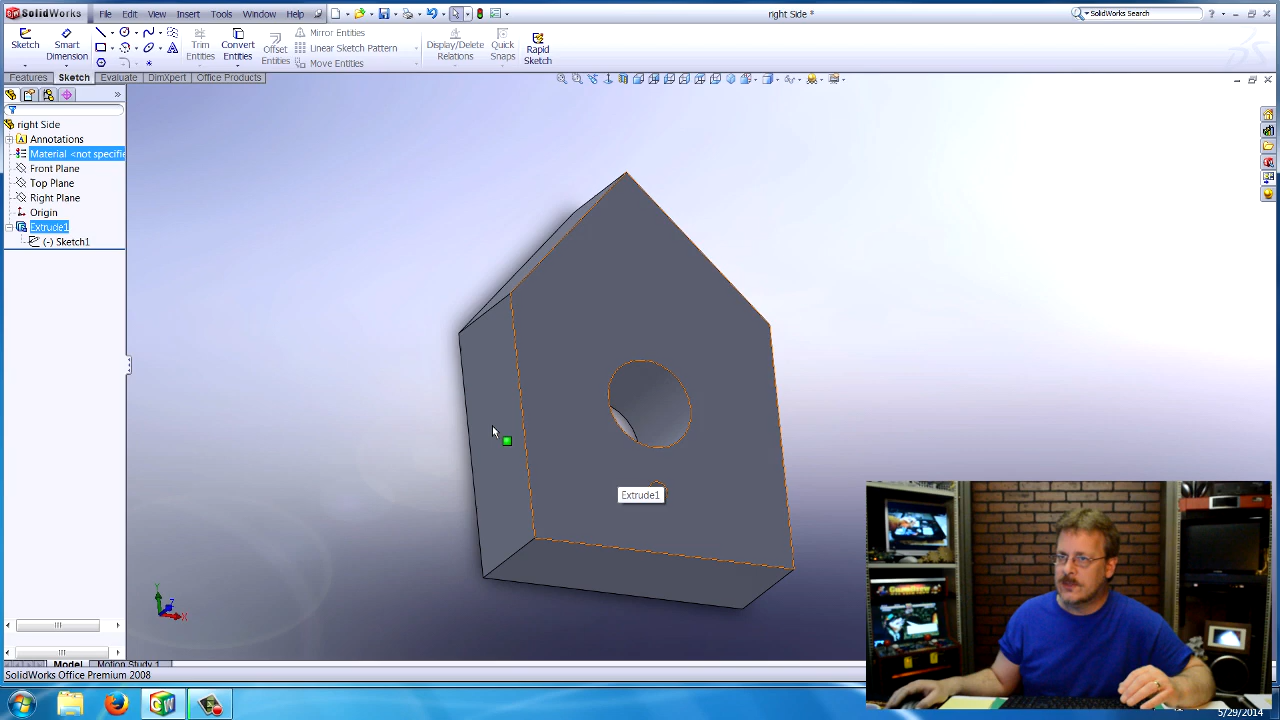 SolidWorks File Edit View Insert Tools Window Help right Side * SolidWorks Search
Sketch Smart Dimension Trim Entities Convert Entities Offset Entities Mirror Entities Linear Sketch Pattern Move Entities Display/Delete Relations Quick Snaps Rapid Sketch
Features Sketch Evaluate DimXpert Office Products
right Side
Annotations
Material <not specifie
Front Plane
Top Plane
Right Plane
Origin
Extrude1
(-) Sketch1
Extrude1
Y
Z
X
Model Motion Study 1
SolidWorks Office Premium 2008
5/29/2014